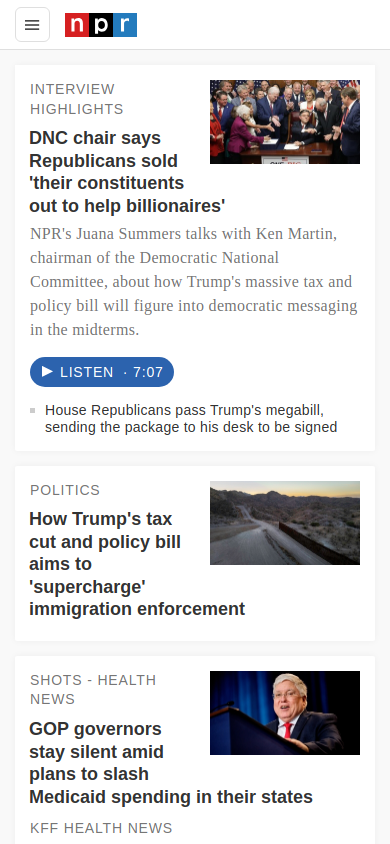 npr
INTERVIEW
HIGHLIGHTS
DNC chair says
Republicans sold
'their constituents
out to help billionaires'
NPR's Juana Summers talks with Ken Martin,
chairman of the Democratic National
Committee, about how Trump's massive tax and
policy bill will figure into democratic messaging
in the midterms.
LISTEN · 7:07
House Republicans pass Trump's megabill,
sending the package to his desk to be signed
POLITICS
How Trump's tax
cut and policy bill
aims to
'supercharge'
immigration enforcement
SHOTS - HEALTH
NEWS
GOP governors
stay silent amid
plans to slash
Medicaid spending in their states
KFF HEALTH NEWS